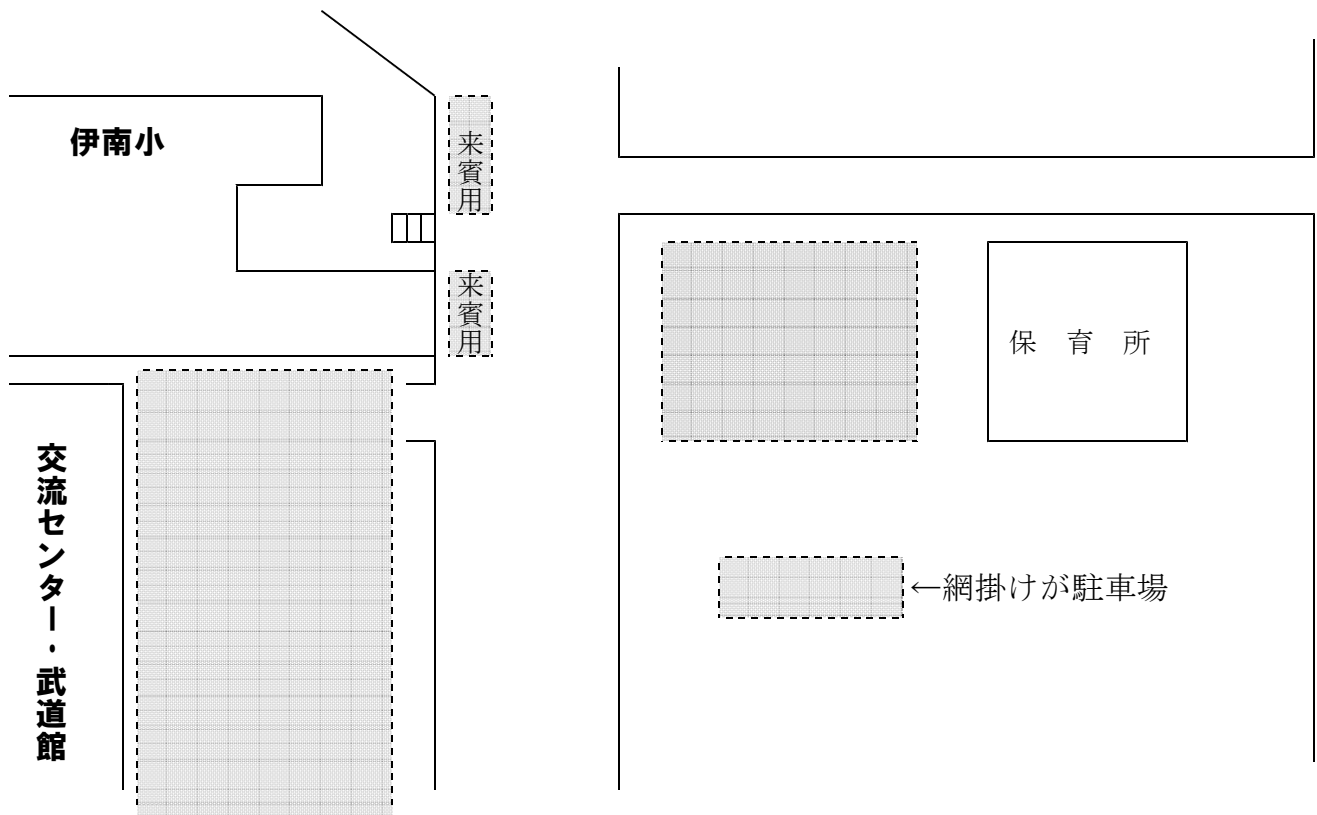 伊南小
来賓用
来賓用
保 育 所
交流センター・武道館
←網掛けが駐車場